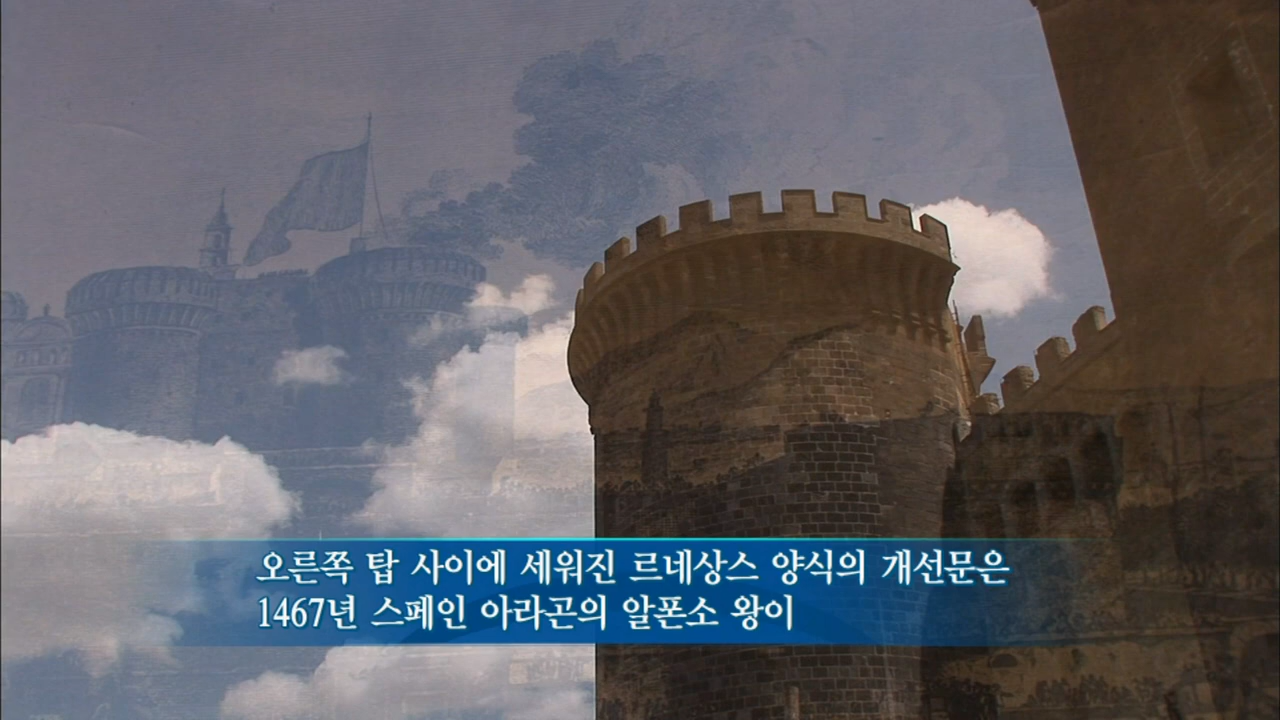 오른쪽 탑 사이에 세워진 르네상스 양식의 개선문은
1467년 스페인 아라곤의 알폰소 왕이